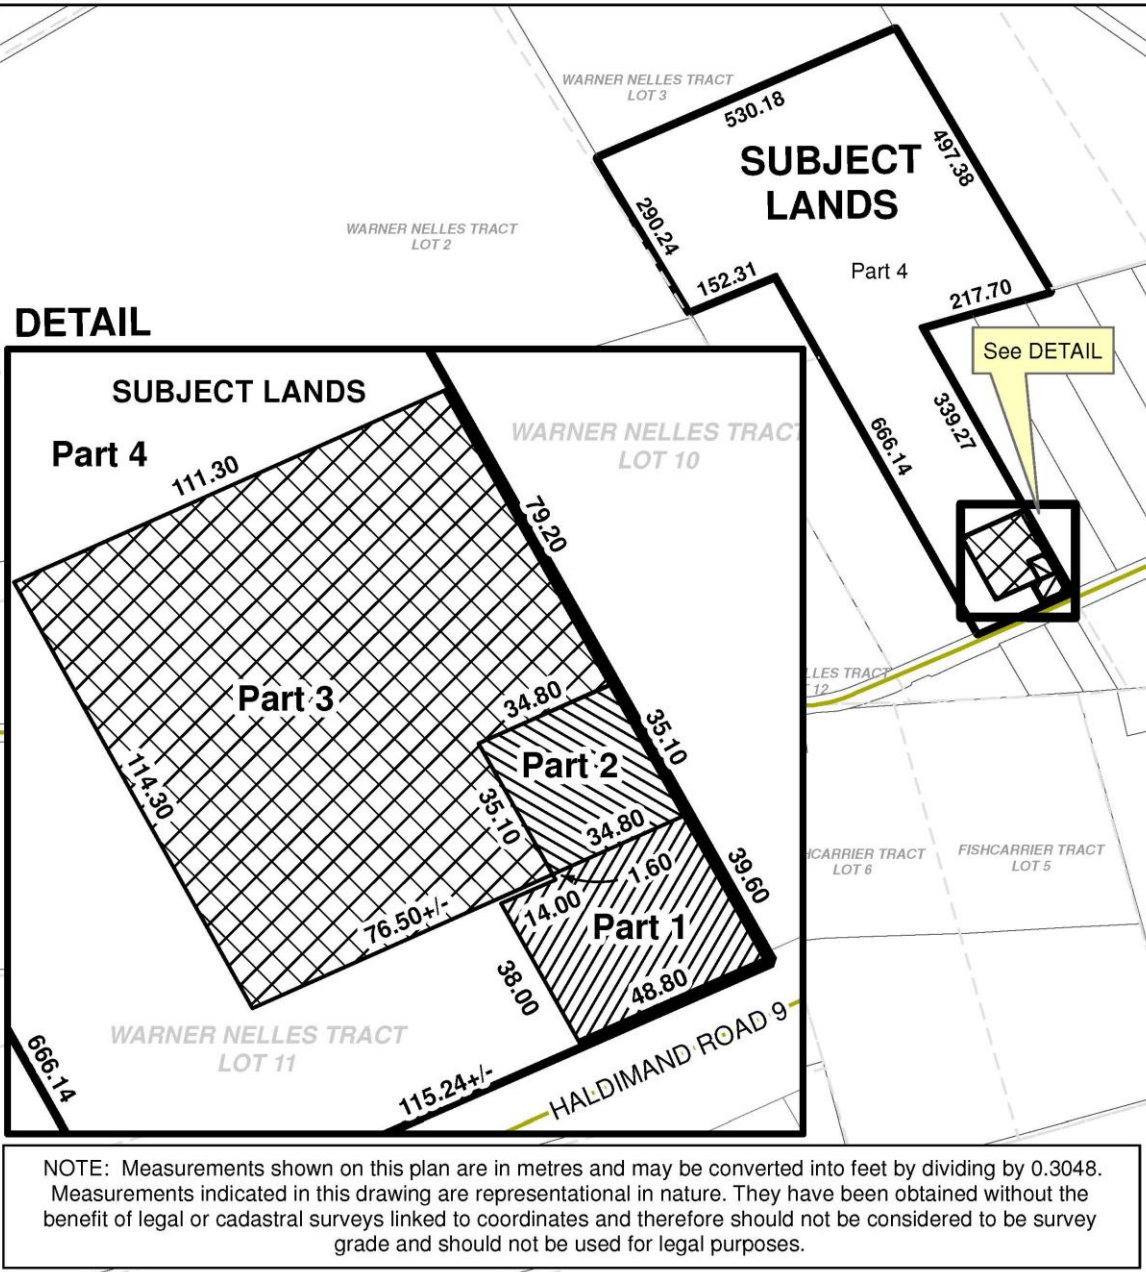 WARNER NELLES TRACT
LOT 3
530.18
SUBJECT
LANDS
497.38
WARNER NELLES TRACT
LOT 2
290.24
152.31
Part 4
217.70
See DETAIL
339.27
666.14
DETAIL
SUBJECT LANDS
Part 4
WARNER NELLES TRACT
LOT 10
111.30
79.20
Part 3
34.80
35.10
Part 2
114.30
35.10
34.80
39.60
1.60
14.00
76.50+/-
Part 1
38.00
48.80
WARNER NELLES TRACT
LOT 11
666.14
115.24+/-
HALDIMAND ROAD 9
LLES TRACT
12
CARRIER TRACT
LOT 6
FISHCARRIER TRACT
LOT 5
NOTE: Measurements shown on this plan are in metres and may be converted into feet by dividing by 0.3048.
Measurements indicated in this drawing are representational in nature. They have been obtained without the
benefit of legal or cadastral surveys linked to coordinates and therefore should not be considered to be survey
grade and should not be used for legal purposes.